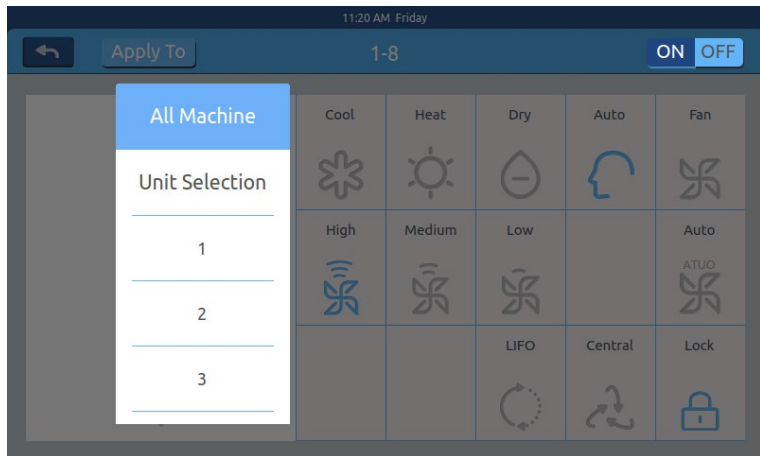 11:20 AM Friday
Apply To
1-8
ON OFF
All Machine
Unit Selection
1
2
3
Cool Heat Dry Auto Fan
High Medium Low Auto
ATUO
LIFO Central Lock